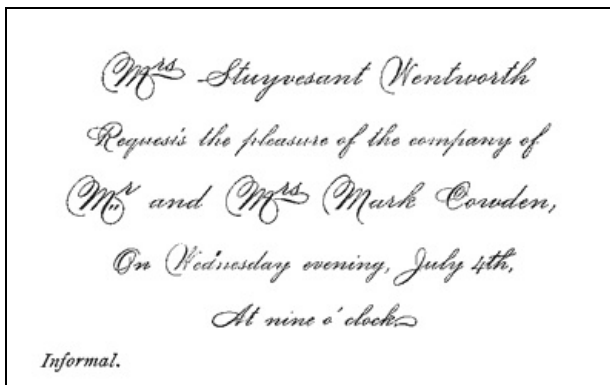 Mrs Stuyvesant Wentworth
Requests the pleasure of the company of
Mr and Mrs Mark Cowden,
On Wednesday evening, July 4th,
At nine o'clock.
Informal.